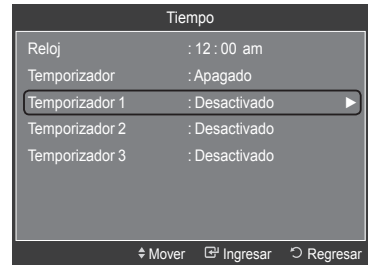 Tiempo
Reloj : 12 : 00 am
Temporizador : Apagado
Temporizador 1 : Desactivado
Temporizador 2 : Desactivado
Temporizador 3 : Desactivado
Mover Ingresar Regresar